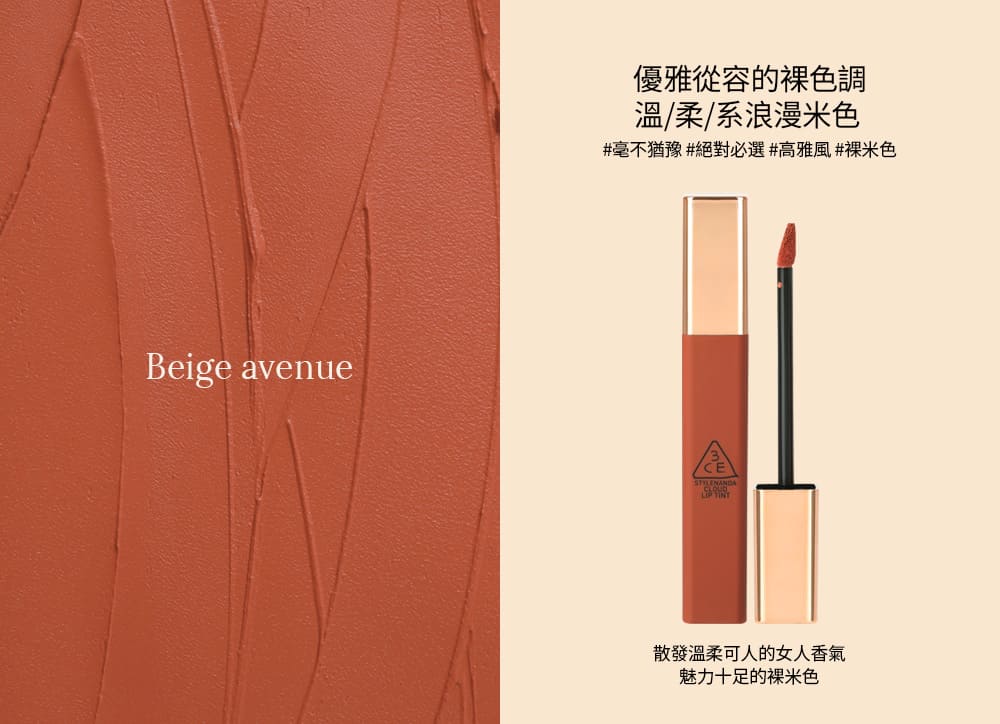 Beige avenue
優雅從容的裸色調
溫/柔/系浪漫米色
#毫不猶豫 #絕對必選 #高雅風 #裸米色
3
CE
STYLENANDA
CLOUD
LIP TINT
散發溫柔可人的女人香氣
魅力十足的裸米色